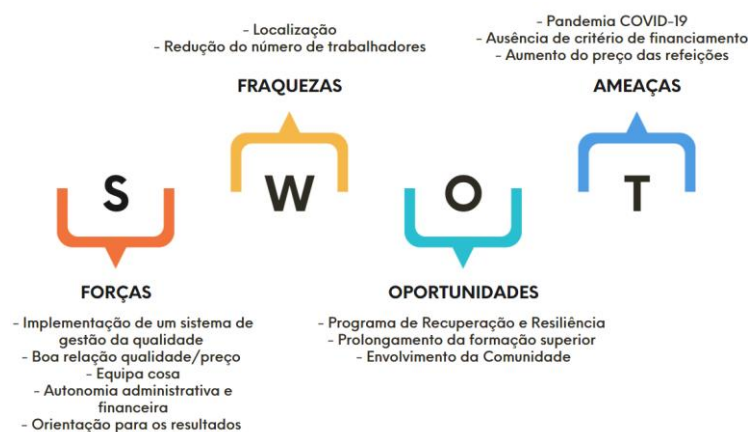 - Localização
- Redução do número de trabalhadores
FRAQUEZAS
- Pandemia COVID-19
- Ausência de critério de financiamento
- Aumento do preço das refeições
AMEAÇAS
S
W
O
T
FORÇAS
- Implementação de um sistema de
gestão da qualidade
- Boa relação qualidade/preço
- Equipa cosa
- Autonomia administrativa e
financeira
- Orientação para os resultados
OPORTUNIDADES
- Programa de Recuperação e Resiliência
- Prolongamento da formação superior
- Envolvimento da Comunidade